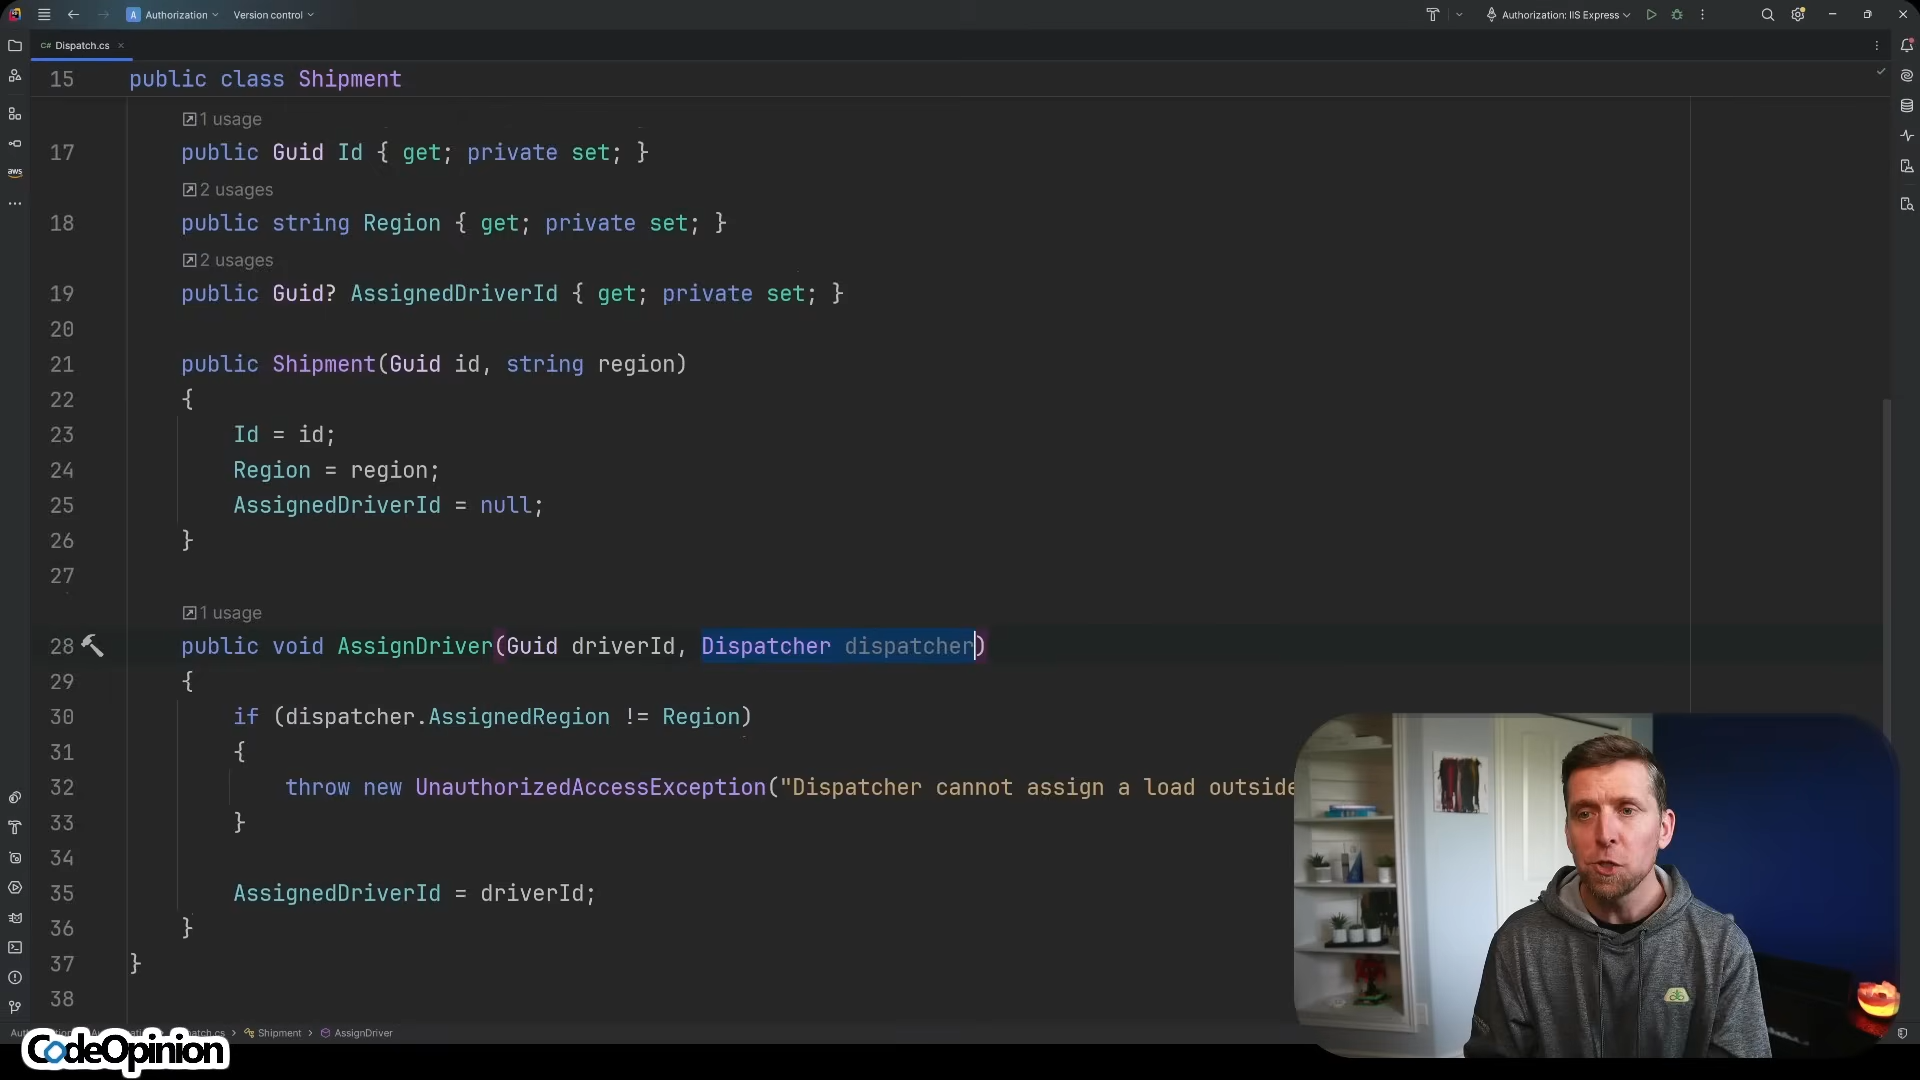 Authorization
Version control
Authorization: IIS Express
C# Dispatch.cs
15 public class Shipment
1 usage
17 public Guid Id { get; private set; }
2 usages
18 public string Region { get; private set; }
2 usages
19 public Guid? AssignedDriverId { get; private set; }
20
21 public Shipment(Guid id, string region)
22 {
23 Id = id;
24 Region = region;
25 AssignedDriverId = null;
26 }
27
1 usage
28 public void AssignDriver(Guid driverId, Dispatcher dispatcher)
29 {
30 if (dispatcher.AssignedRegion != Region)
31 {
32 throw new UnauthorizedAccessException("Dispatcher cannot assign a load outside
33 }
34
35 AssignedDriverId = driverId;
36 }
37 }
38
Shipment > AssignDriver
CodeOpinion
aws